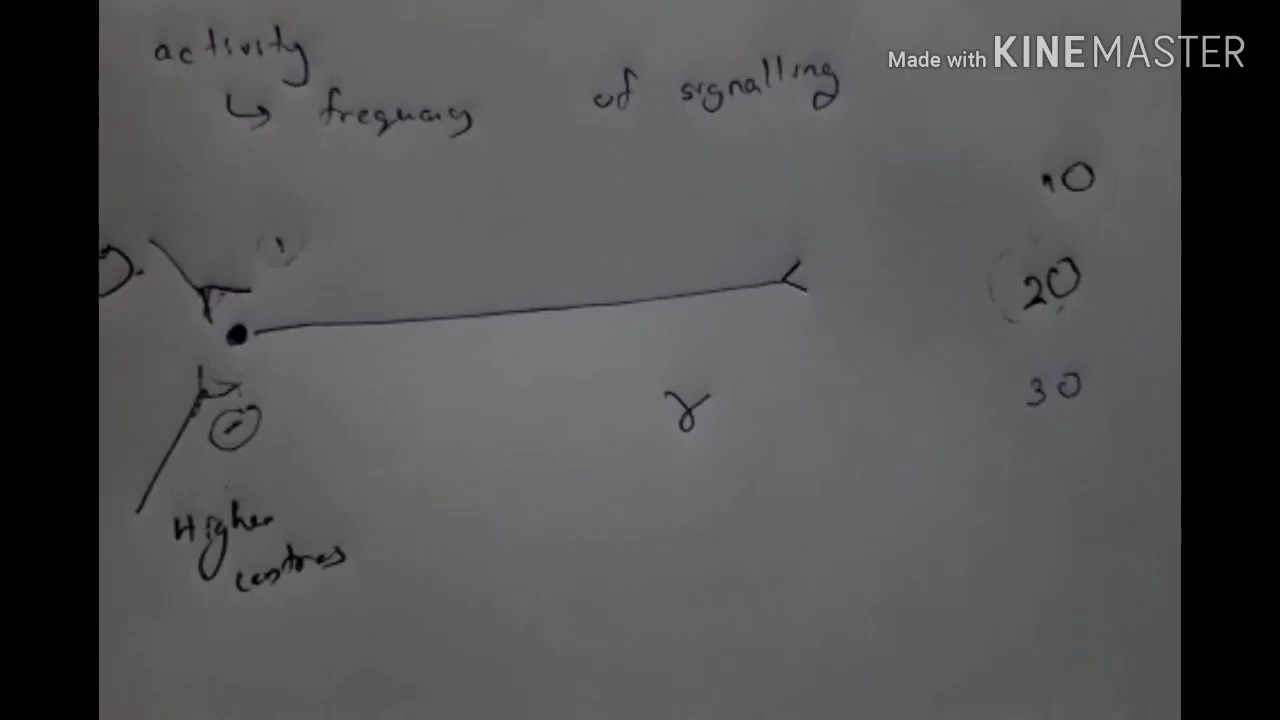 activity
Made with KINEMASTER
↳ frequency of signalling
10
20
30
γ
Higher
centres